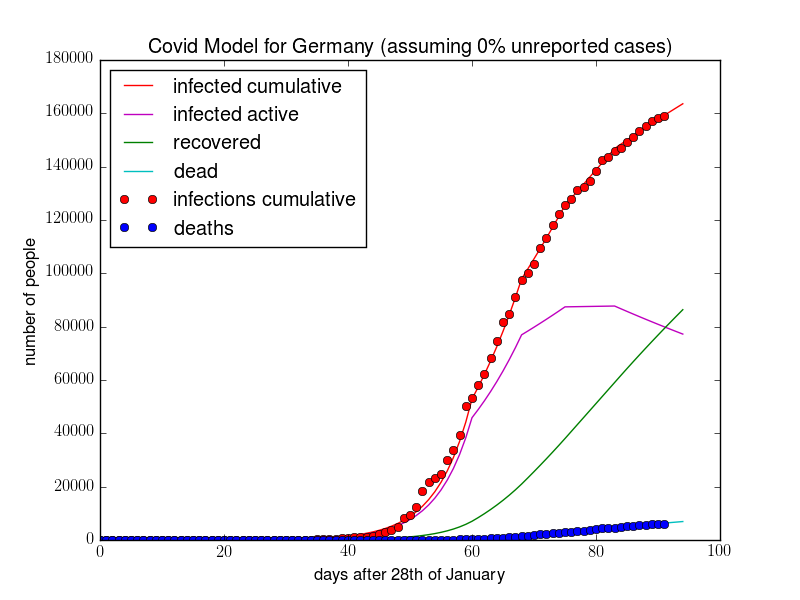 Covid Model for Germany (assuming 0% unreported cases)
180000
160000
140000
120000
100000
80000
60000
40000
20000
0
number of people
infected cumulative
infected active
recovered
dead
infections cumulative
deaths
0
20
40
60
80
100
days after 28th of January